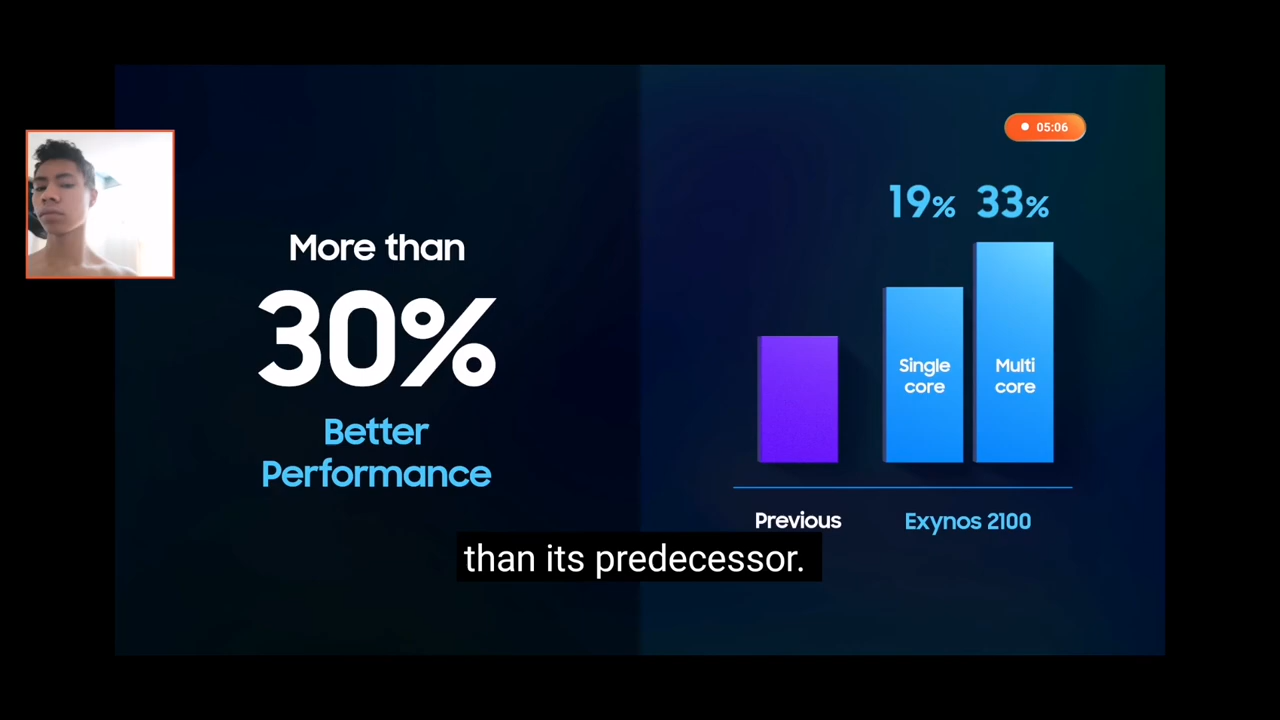 05:06
More than
30%
Better
Performance
19% 33%
Single
core
Multi
core
Previous
Exynos 2100
than its predecessor.